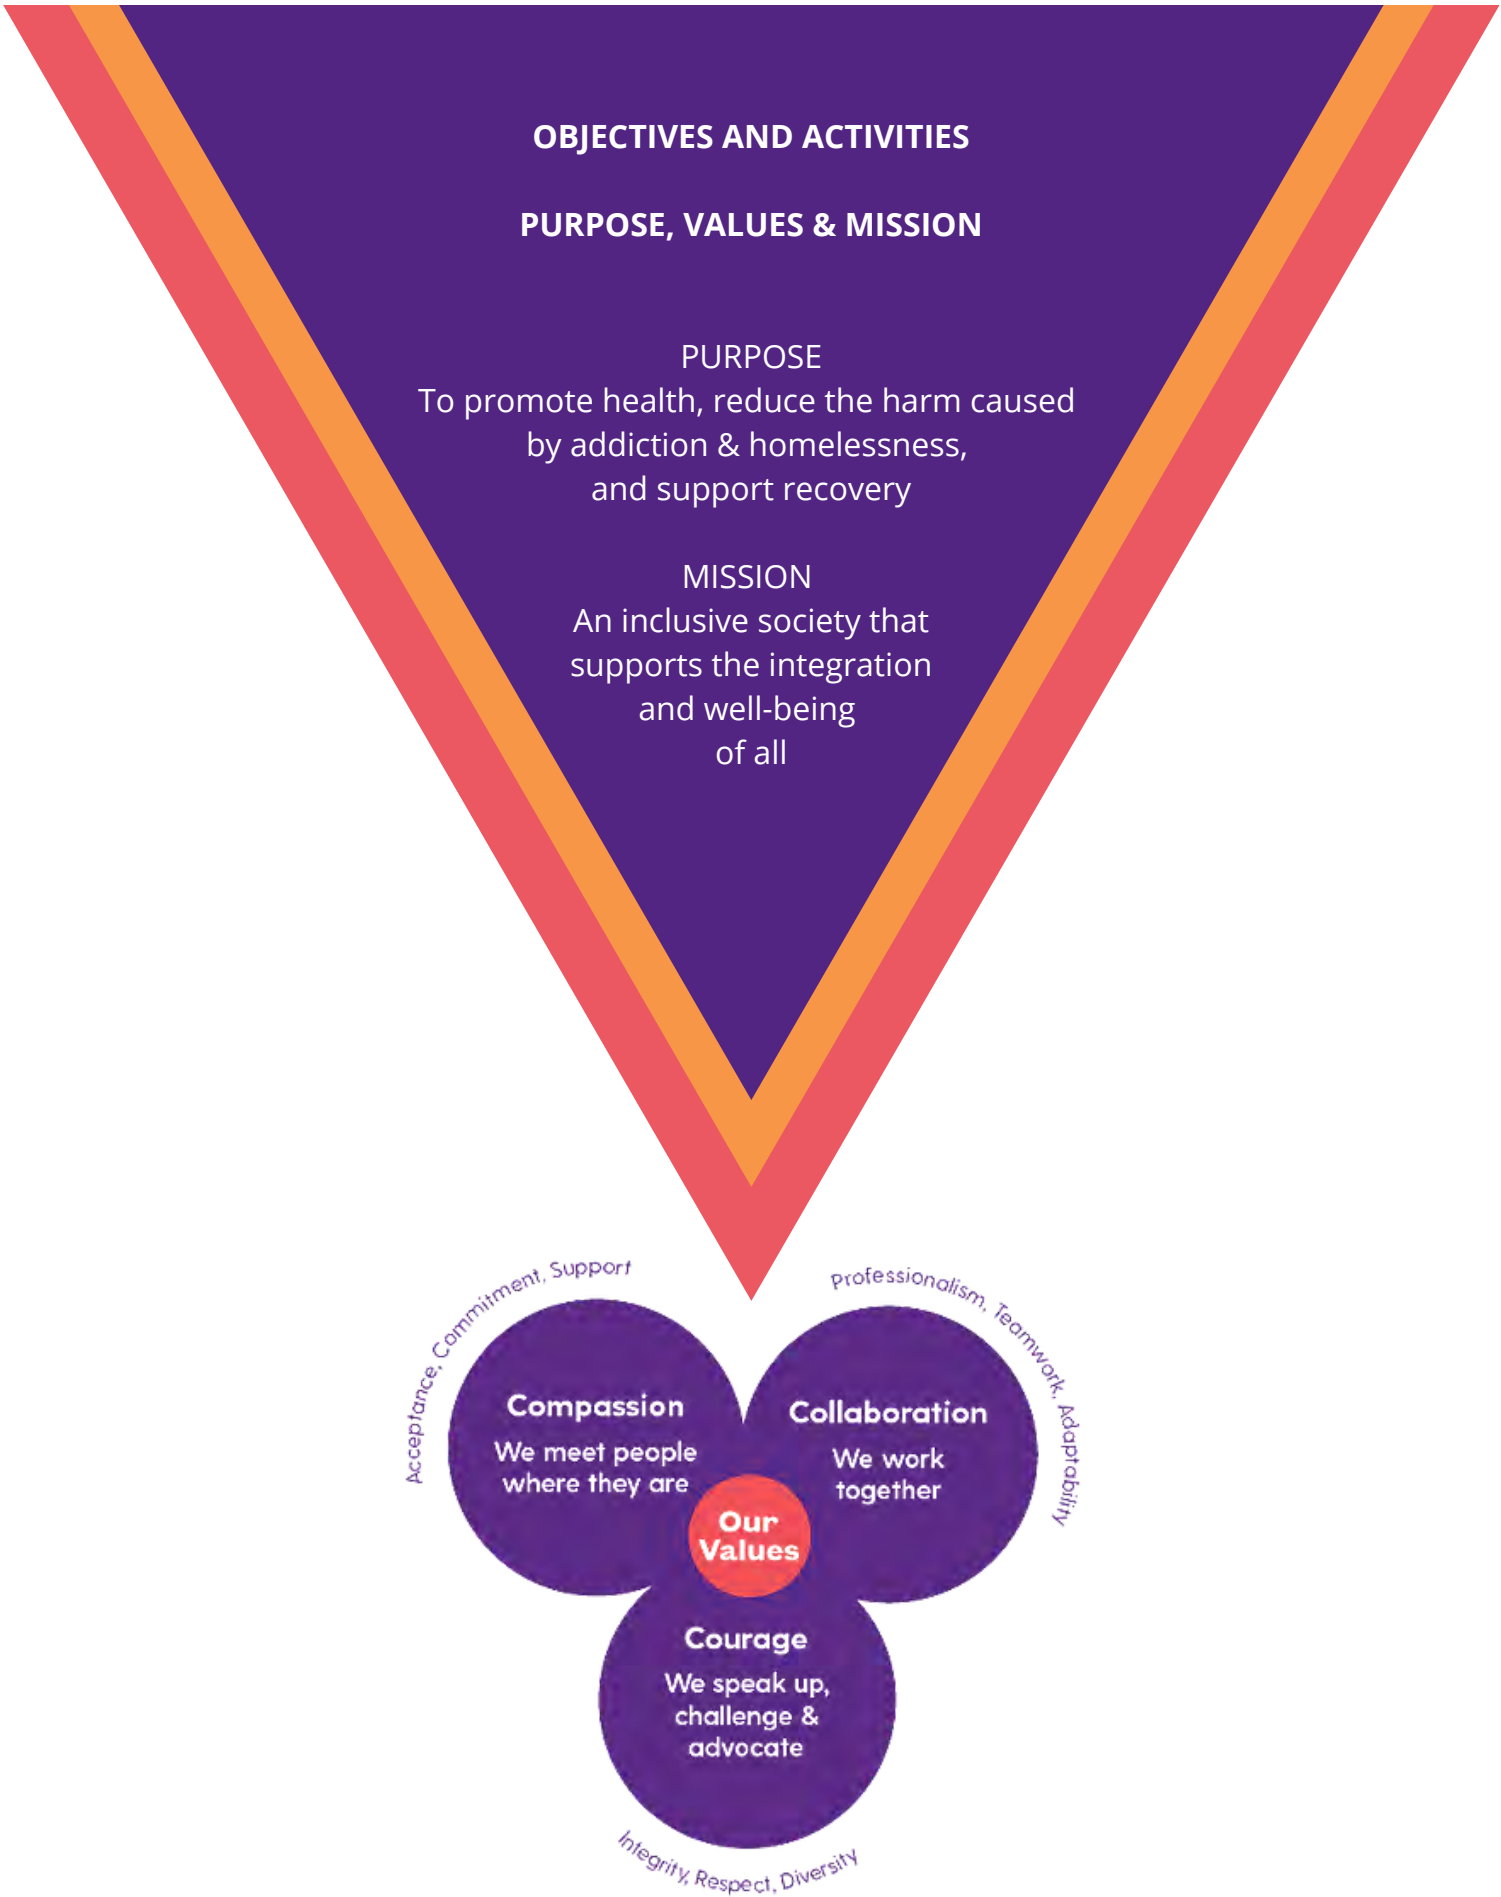 OBJECTIVES AND ACTIVITIES
PURPOSE, VALUES & MISSION
PURPOSE
To promote health, reduce the harm caused
by addiction & homelessness,
and support recovery
MISSION
An inclusive society that
supports the integration
and well-being
of all
Acceptance, Commitment, Support
Compassion
We meet people
where they are
Professionalism, Teamwork, Adaptability
Collaboration
We work
together
Our
Values
Courage
We speak up,
challenge &
advocate
Integrity, Respect, Diversity